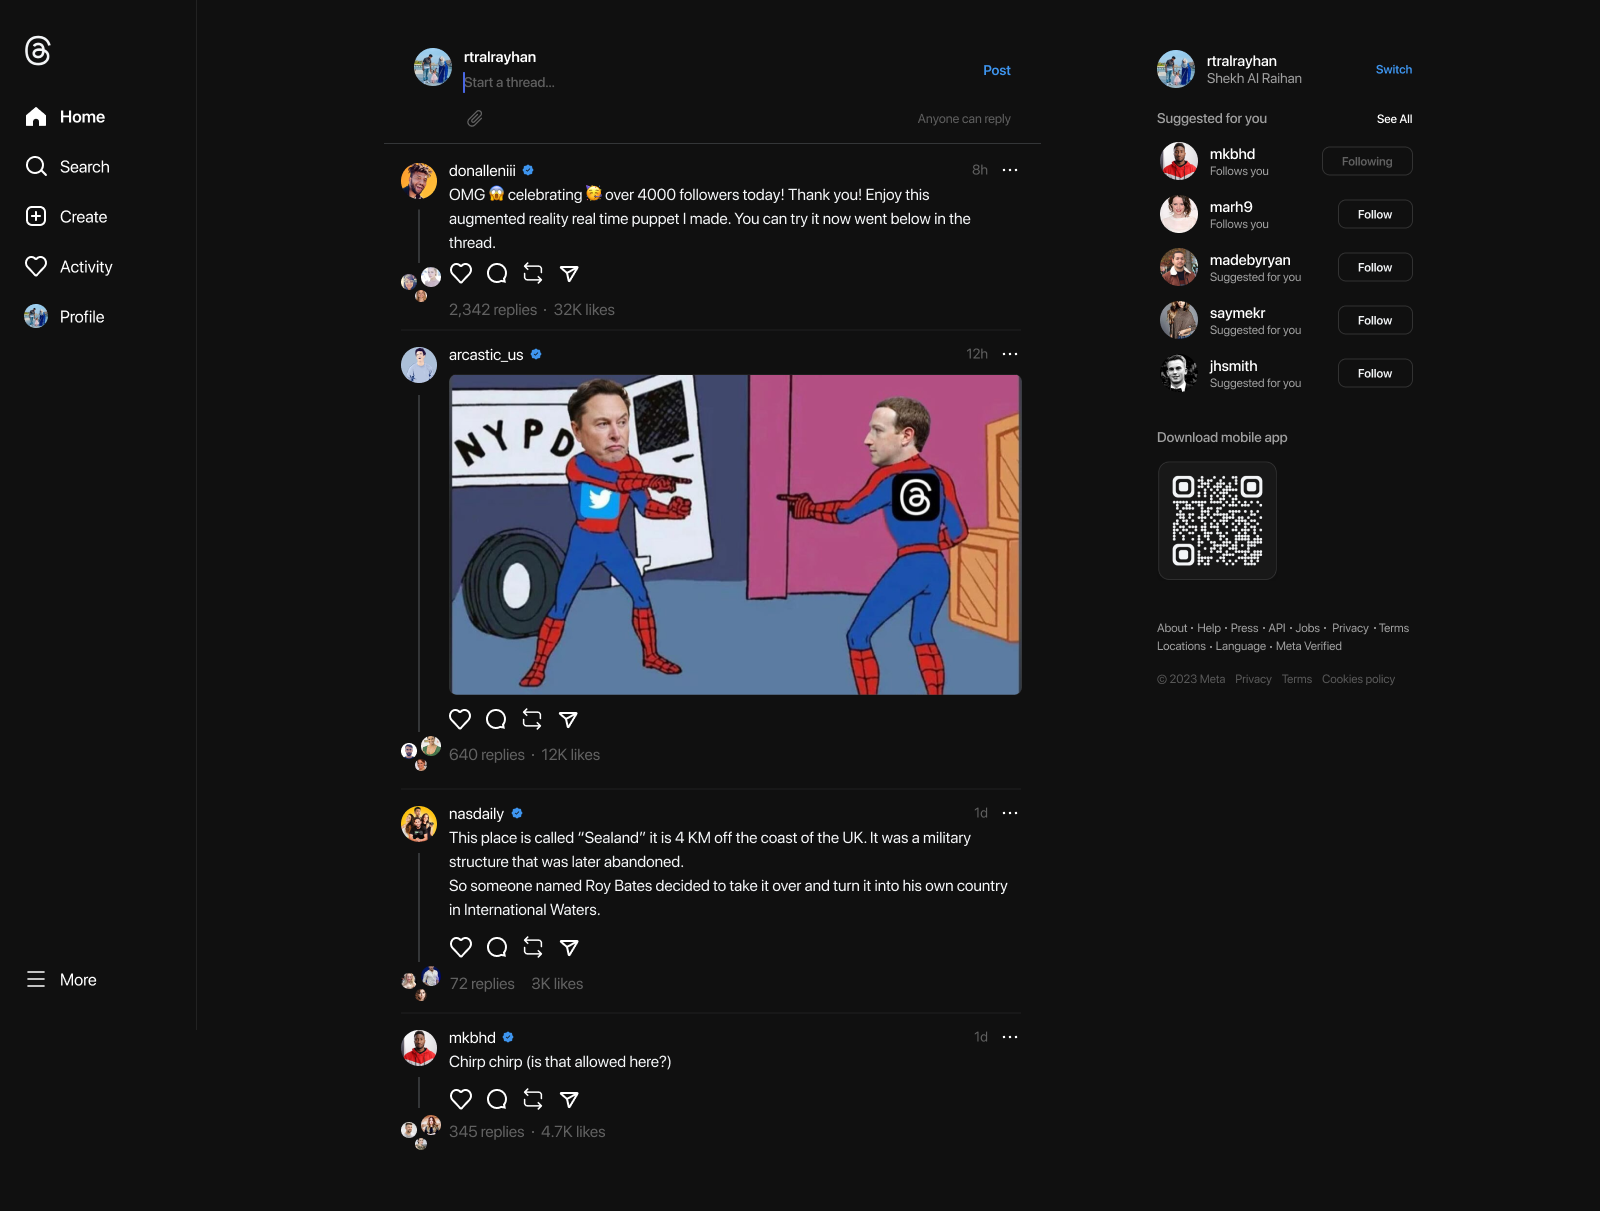 Home
Search
Create
Activity
Profile
More
rtralrayhan
Start a thread...
Post
Anyone can reply
donalleniii
8h
OMG 😱 celebrating 🥳 over 4000 followers today! Thank you! Enjoy this
augmented reality real time puppet I made. You can try it now went below in the
thread.
2,342 replies · 32K likes
arcastic_us
12h
NYPD
640 replies · 12K likes
nasdaily
1d
This place is called “Sealand” it is 4 KM off the coast of the UK. It was a military
structure that was later abandoned.
So someone named Roy Bates decided to take it over and turn it into his own country
in International Waters.
72 replies 3K likes
mkbhd
1d
Chirp chirp (is that allowed here?)
345 replies · 4.7K likes
rtralrayhan
Shekh Al Raihan
Switch
Suggested for you
See All
mkbhd
Follows you
Following
marh9
Follows you
Follow
madebyryan
Suggested for you
Follow
saymekr
Suggested for you
Follow
jhsmith
Suggested for you
Follow
Download mobile app
About · Help · Press · API · Jobs · Privacy · Terms
Locations · Language · Meta Verified
© 2023 Meta Privacy Terms Cookies policy